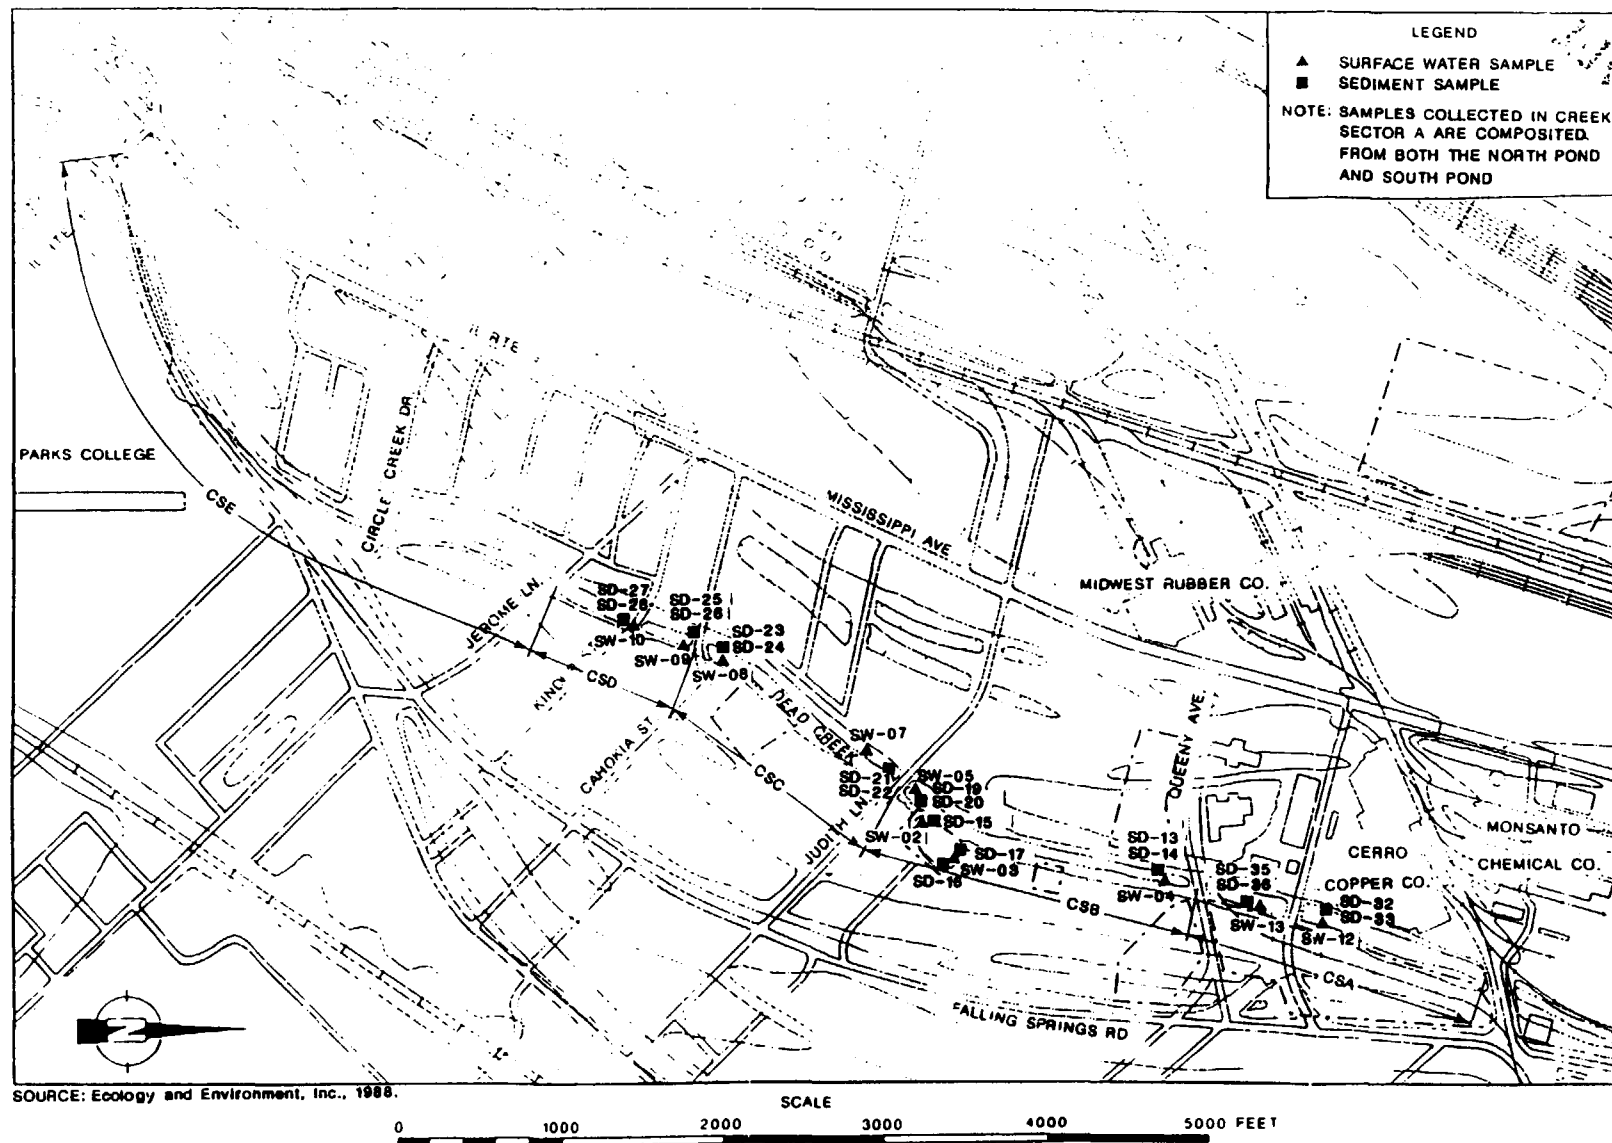 LEGEND
▲ SURFACE WATER SAMPLE
■ SEDIMENT SAMPLE
NOTE: SAMPLES COLLECTED IN CREEK
SECTOR A ARE COMPOSITED.
FROM BOTH THE NORTH POND
AND SOUTH POND
RTE
PARKS COLLEGE
CSE
CIRCLE CREEK DR
MISSISSIPPI AVE
MIDWEST RUBBER CO.
JEROME LN.
SD-27
SD-28
SW-10
SD-25
SD-26
SW-09
SD-23
SD-24
SW-08
CSD
KING
CAHOKIA ST.
DEAD CREEK
CSC
SW-07
SD-21
SD-22
SW-05
SD-19
SD-20
SD-15
SW-02
JUDITH LN.
SD-17
SW-03
SD-16
QUEENY AVE.
SD-13
SD-14
SW-04
CSB
SD-35
SD-36
SW-13
CERRO
COPPER CO.
SD-32
SD-33
SW-12
MONSANTO
CHEMICAL CO.
CSA
FALLING SPRINGS RD
N
SOURCE: Ecology and Environment, Inc., 1988.
SCALE
0 1000 2000 3000 4000 5000 FEET